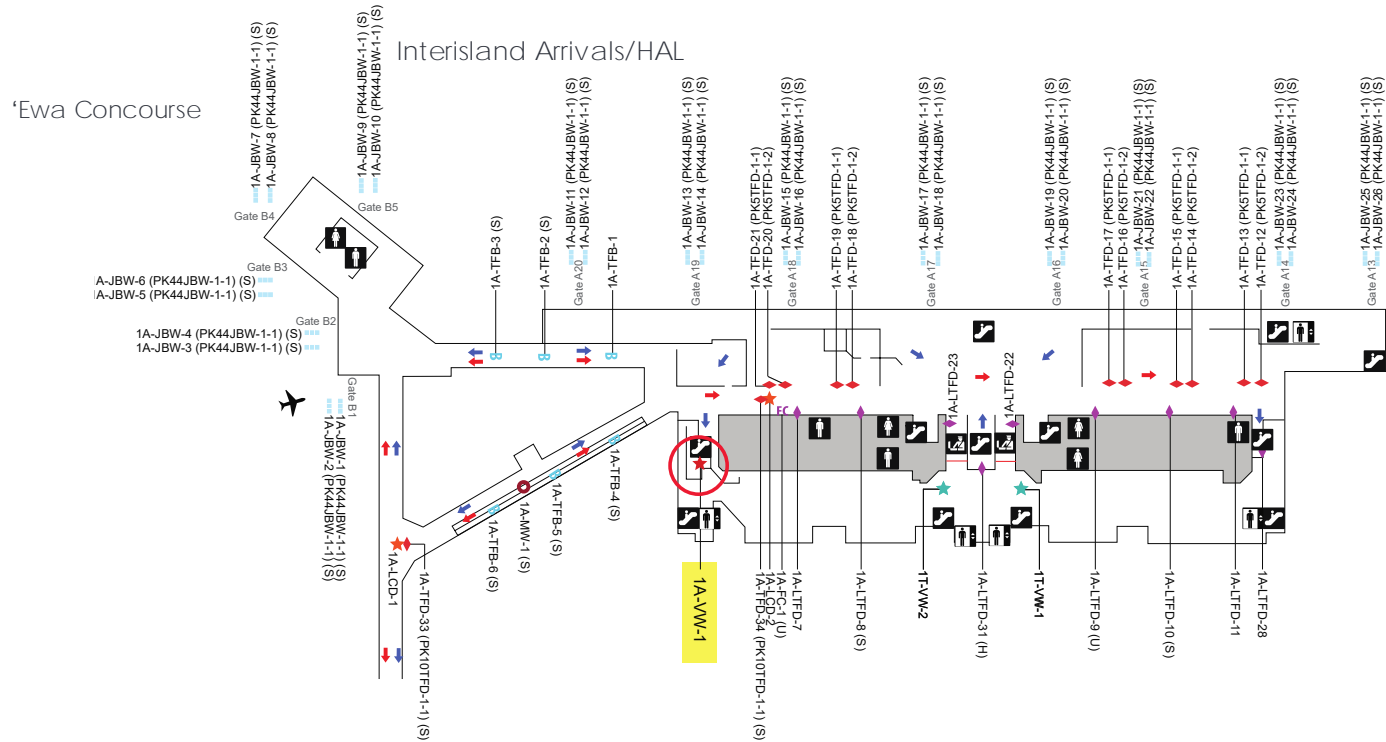 Interisland Arrivals/HAL
'Ewa Concourse
1A-JBW-7 (PK44JBW-1-1) (S)
1A-JBW-8 (PK44JBW-1-1) (S)
1A-JBW-9 (PK44JBW-1-1) (S)
1A-JBW-10 (PK44JBW-1-1) (S)
1A-TFB-3 (S)
1A-TFB-2 (S)
1A-JBW-11 (PK44JBW-1-1) (S)
1A-JBW-12 (PK44JBW-1-1) (S)
1A-TFB-1
1A-JBW-13 (PK44JBW-1-1) (S)
1A-JBW-14 (PK44JBW-1-1) (S)
1A-TFD-21 (PK5TFD-1-1)
1A-TFD-20 (PK5TFD-1-2)
1A-JBW-15 (PK44JBW-1-1) (S)
1A-JBW-16 (PK44JBW-1-1) (S)
1A-TFD-19 (PK5TFD-1-1)
1A-TFD-18 (PK5TFD-1-2)
1A-JBW-17 (PK44JBW-1-1) (S)
1A-JBW-18 (PK44JBW-1-1) (S)
1A-JBW-19 (PK44JBW-1-1) (S)
1A-JBW-20 (PK44JBW-1-1) (S)
1A-TFD-17 (PK5TFD-1-1)
1A-TFD-16 (PK5TFD-1-2)
1A-JBW-21 (PK44JBW-1-1) (S)
1A-JBW-22 (PK44JBW-1-1) (S)
1A-TFD-15 (PK5TFD-1-1)
1A-TFD-14 (PK5TFD-1-2)
1A-TFD-13 (PK5TFD-1-1)
1A-TFD-12 (PK5TFD-1-2)
1A-JBW-23 (PK44JBW-1-1) (S)
1A-JBW-24 (PK44JBW-1-1) (S)
1A-JBW-25 (PK44JBW-1-1) (S)
1A-JBW-26 (PK44JBW-1-1) (S)
Gate B4
Gate B5
Gate B3
Gate A20
Gate A19
Gate A18
Gate A17
Gate A16
Gate A15
Gate A14
Gate A13
1A-JBW-6 (PK44JBW-1-1) (S)
1A-JBW-5 (PK44JBW-1-1) (S)
Gate B2
1A-JBW-4 (PK44JBW-1-1) (S)
1A-JBW-3 (PK44JBW-1-1) (S)
B
B
B
Gate B1
1A-JBW-1 (PK44JBW-1-1) (S)
1A-JBW-2 (PK44JBW-1-1) (S)
1A-LTFD-23
1A-LTFD-22
FC
B
B
B
1A-TFB-4 (S)
1A-TFB-5 (S)
1A-MW-1 (S)
1A-TFB-6 (S)
1A-LCD-1
1A-TFD-33 (PK10TFD-1-1) (S)
1A-VW-1
1A-TFD-34 (PK10TFD-1-1) (S)
1A-LCD-2
1A-FC-1 (U)
1A-LTFD-7
1A-LTFD-8 (S)
1T-VW-2
1A-LTFD-31 (H)
1T-VW-1
1A-LTFD-9 (U)
1A-LTFD-10 (S)
1A-LTFD-11
1A-LTFD-28